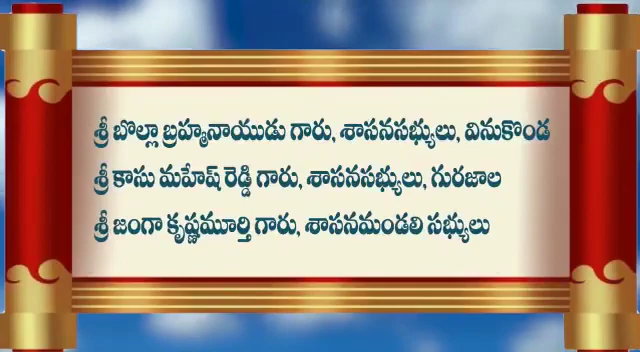 శ్రీ బొల్లా బ్రహ్మనాయుడు గారు, శాసనసభ్యులు, వినుకొండ
శ్రీ కాసు మహేష్ రెడ్డి గారు, శాసనసభ్యులు, గురజాల
శ్రీ జంగా కృష్ణమూర్తి గారు, శాసనమండలి సభ్యులు